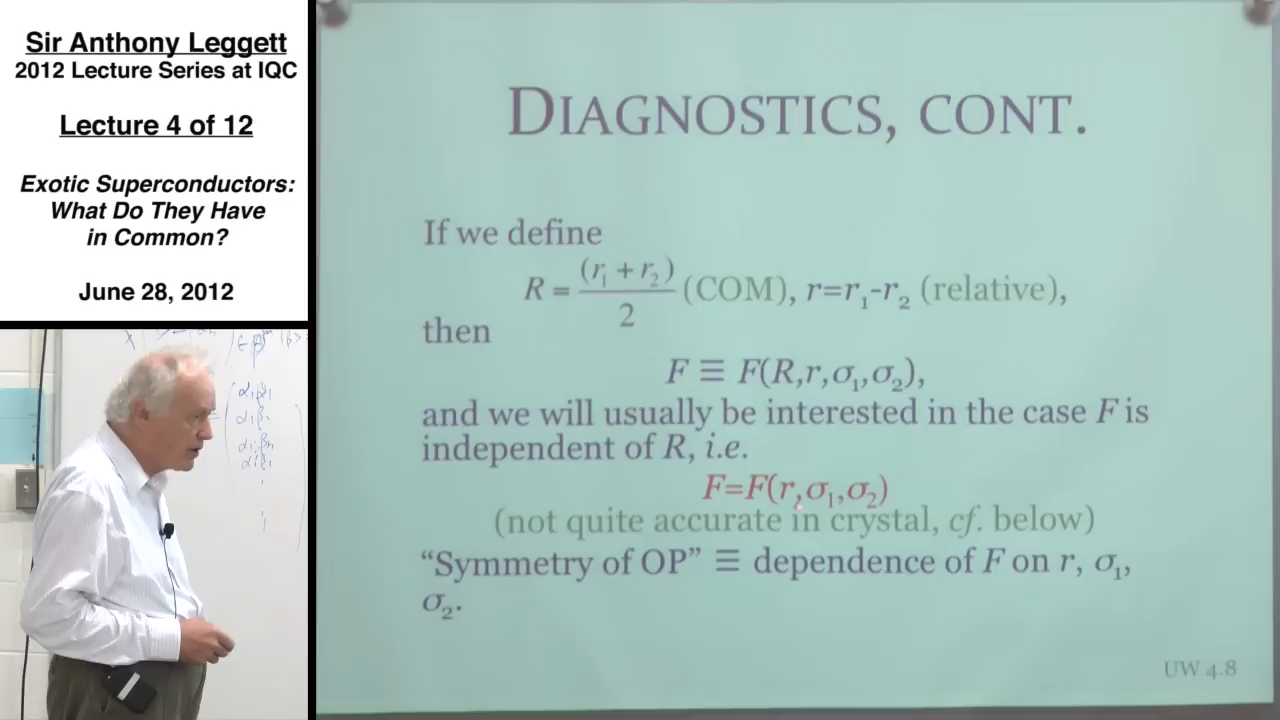 Sir Anthony Leggett
2012 Lecture Series at IQC
Lecture 4 of 12
Exotic Superconductors:
What Do They Have
in Common?
June 28, 2012
DIAGNOSTICS, CONT.
If we define
R = (r₁ + r₂) / 2 (COM), r=r₁-r₂ (relative),
then
F ≡ F(R,r,σ₁,σ₂),
and we will usually be interested in the case F is
independent of R, i.e.
F=F(r,σ₁,σ₂)
(not quite accurate in crystal, cf. below)
“Symmetry of OP” ≡ dependence of F on r, σ₁,
σ₂.
UW 4.8